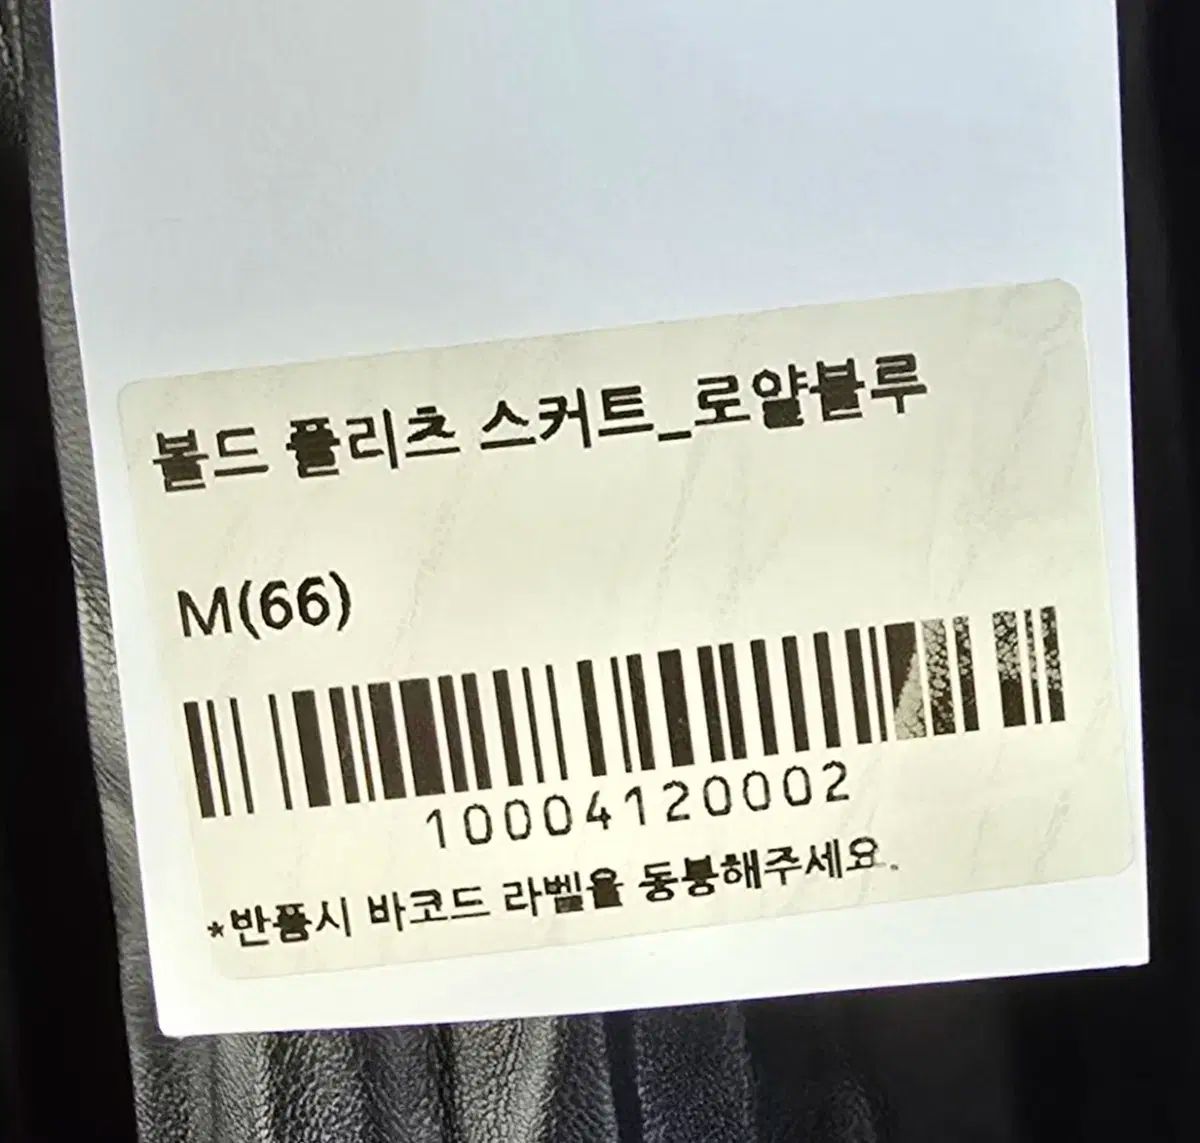 볼드 플리츠 스커트_로얄블루
M(66)
10004120002
*반품시 바코드 라벨을 동봉해주세요.